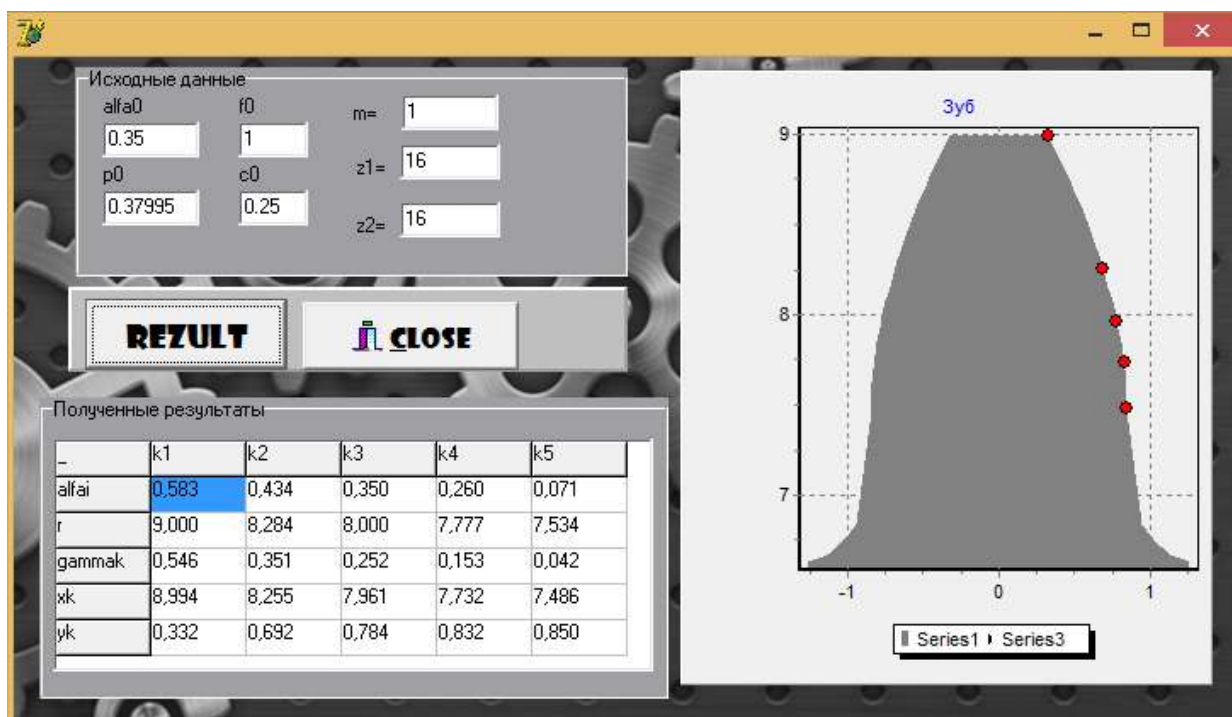 Исходные данные
alfa0 f0 m= 1
0.35 1
z1= 16
p0 c0
0.37995 0.25
z2= 16
REZULT CLOSE
Полученные результаты
_ k1 k2 k3 k4 k5
alfai 0,583 0,434 0,350 0,260 0,071
r 9,000 8,284 8,000 7,777 7,534
gammak 0,546 0,351 0,252 0,153 0,042
xk 8,994 8,255 7,961 7,732 7,486
yk 0,332 0,692 0,784 0,832 0,850
Зуб
9
8
7
-1 0 1
Series1 Series3